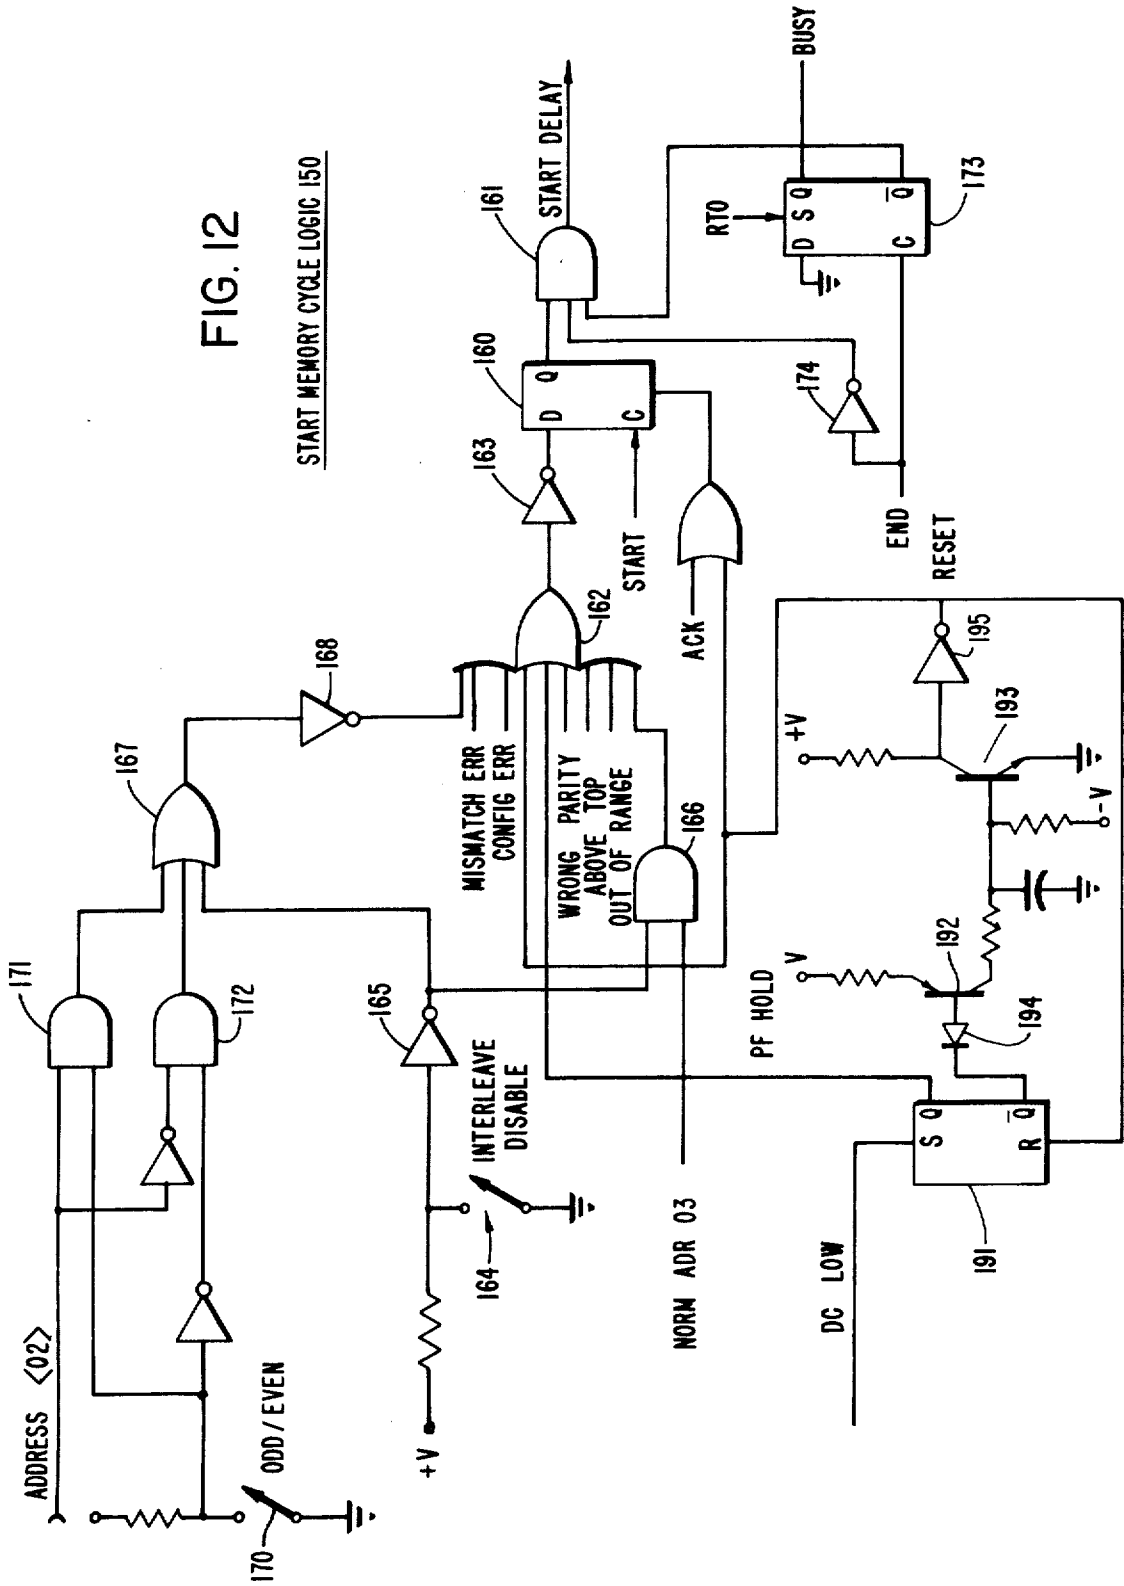 FIG. 12
START MEMORY CYCLE LOGIC 150
ADDRESS <02>
171
172
167
168
ODD/EVEN
170
165
+V
INTERLEAVE
DISABLE
164
MISMATCH ERR
CONFIG ERR
WRONG PARITY
ABOVE TOP
OUT OF RANGE
162
163
160
D Q
C
START
161
START DELAY
166
NORM ADR 03
ACK
174
END
RTO
D S Q
C Q
173
BUSY
PF HOLD
V
192
194
+V
193
-V
195
RESET
DC LOW
S Q
R Q
191